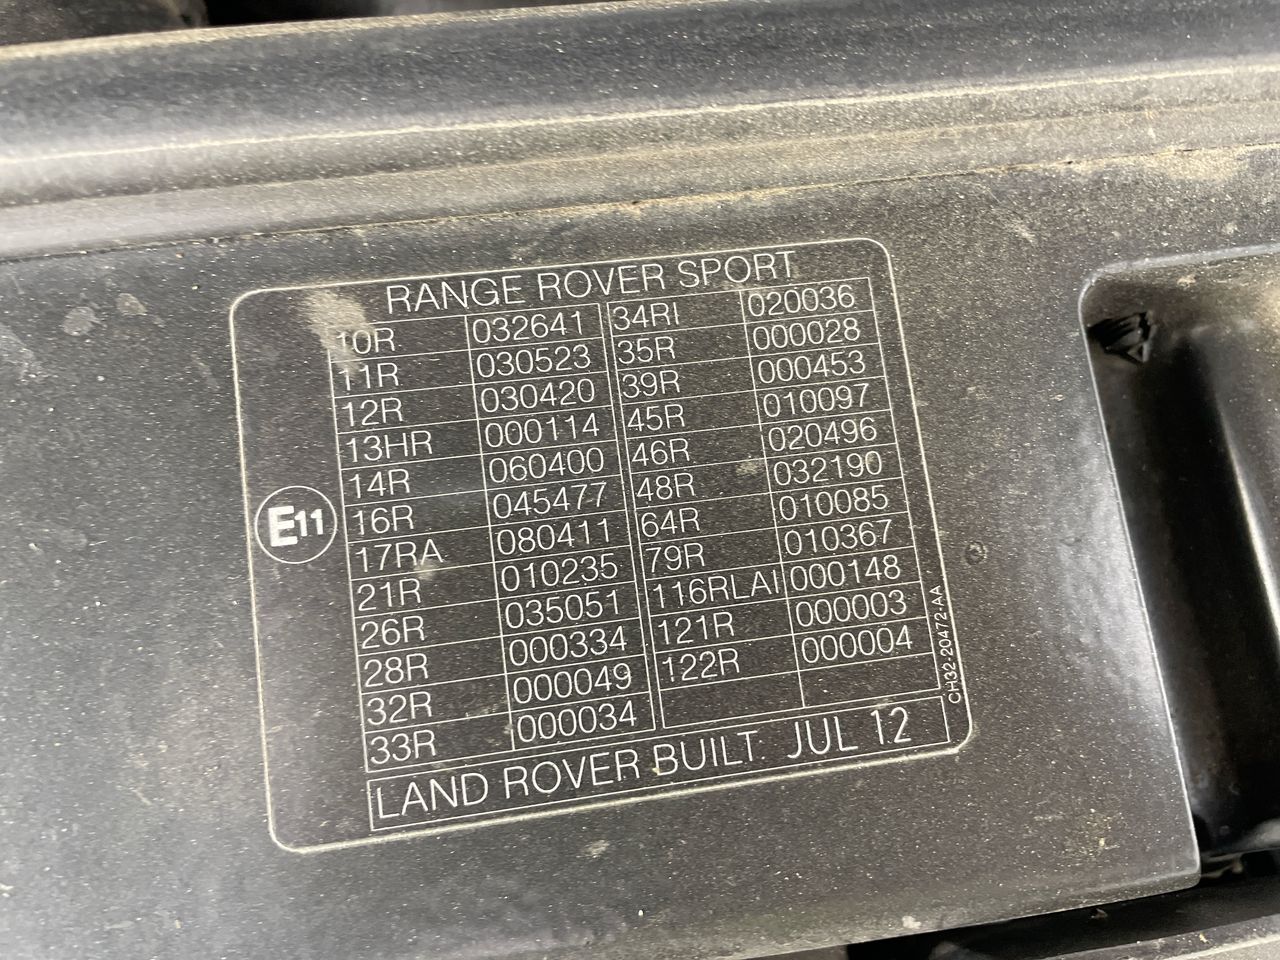 RANGE ROVER SPORT
10R 032641 34RI 020036
11R 030523 35R 000028
12R 030420 39R 000453
13HR 000114 45R 010097
14R 060400 46R 020496
16R 045477 48R 032190
17RA 080411 64R 010085
21R 010235 79R 010367
26R 035051 116RLAI 000148
28R 000334 121R 000003
32R 000049 122R 000004
33R 000034
LAND ROVER BUILT. JUL 12
E11
CH32-20472-AA